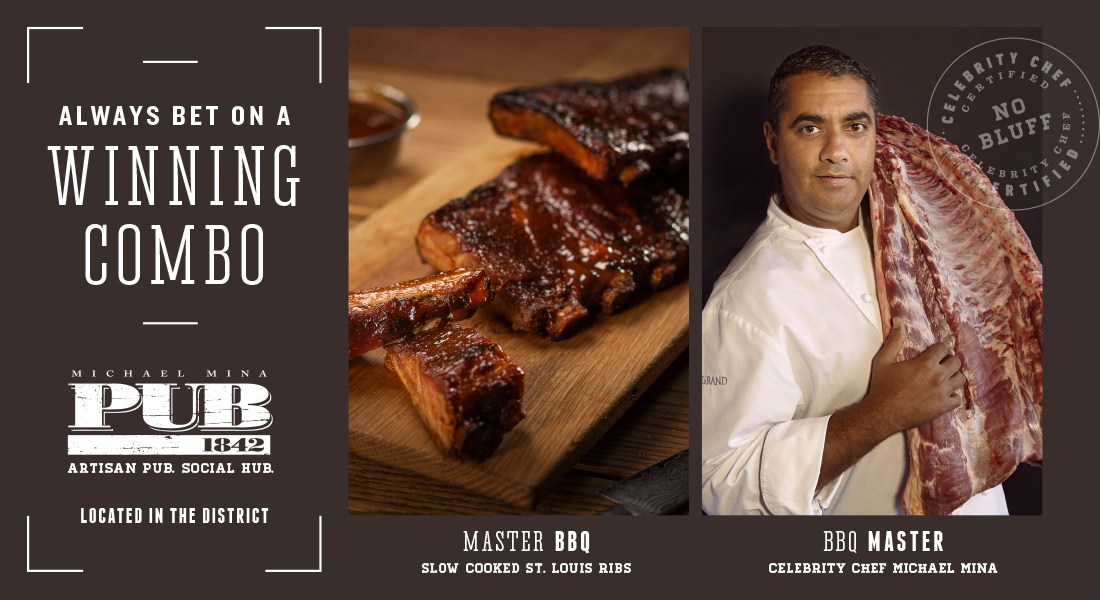 ALWAYS BET ON A
WINNING
COMBO
MICHAEL MINA
PUB
1842
ARTISAN PUB. SOCIAL HUB.
LOCATED IN THE DISTRICT
MASTER BBQ
SLOW COOKED ST. LOUIS RIBS
GRAND
BBQ MASTER
CELEBRITY CHEF MICHAEL MINA
CELEBRITY CHEF
CERTIFIED
NO
BLUFF
CELEBRITY CHEF
CERTIFIED